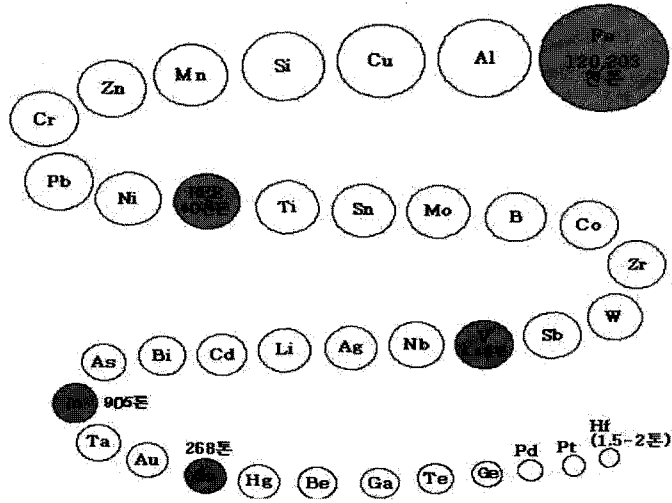 Fe
120,203
천톤
Al
Cu
Si
Mn
Zn
Cr
Pb
Ni
Ti
Sn
Mo
B
Co
Zr
W
Sb
V
Nb
Ag
Li
Cd
Bi
As
905톤
Ta
Au
268톤
Hg
Be
Ga
Te
Ge
Pd
Pt
Hf
(1.5-2톤)